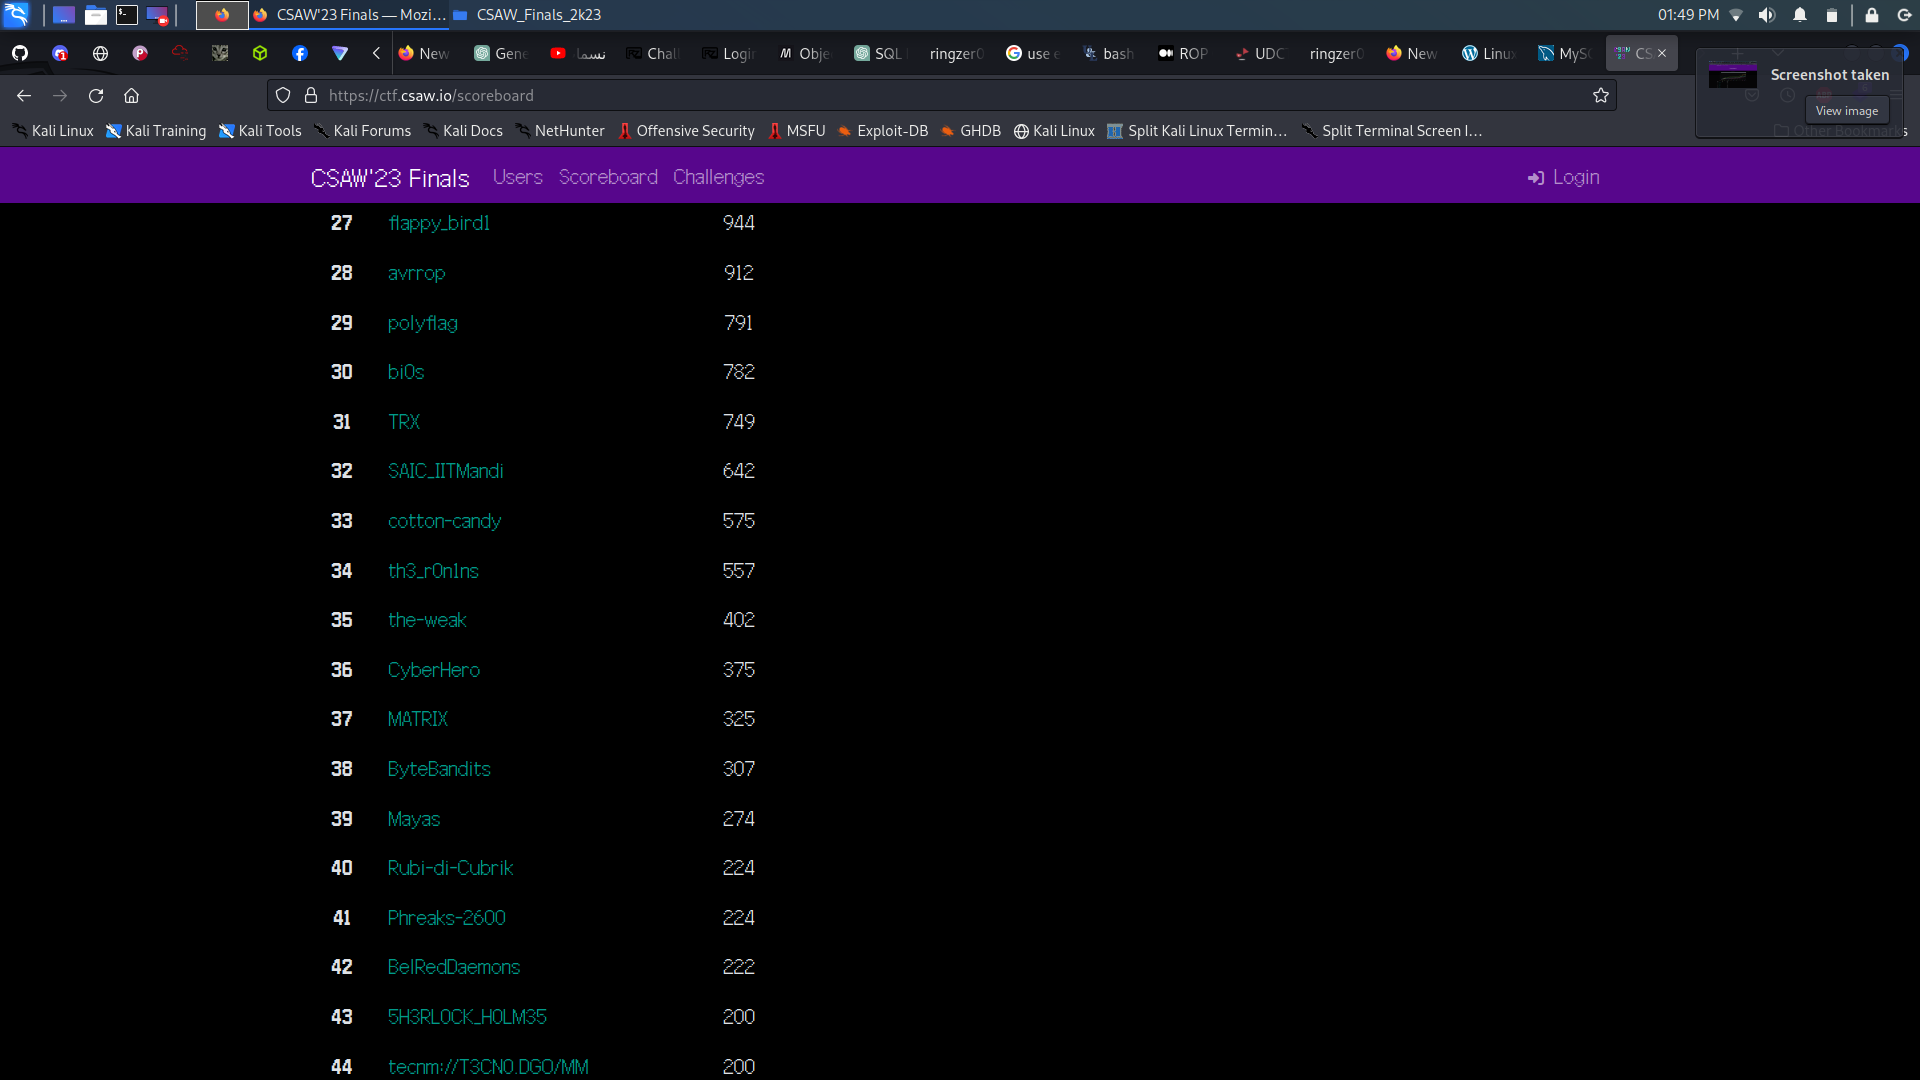 CSAW'23 Finals — Mozi... CSAW_Finals_2k23 01:49 PM
New Gene نسما Chall Login Obje SQL ringzer0 use e bash ROP UDC ringzer0 New Linux MySQ CS
Screenshot taken
https://ctf.csaw.io/scoreboard
View image
Kali Linux Kali Training Kali Tools Kali Forums Kali Docs NetHunter Offensive Security MSFU Exploit-DB GHDB Kali Linux Split Kali Linux Termin... Split Terminal Screen I... Other Bookmarks
CSAW'23 Finals Users Scoreboard Challenges Login
27 flappy_bird1 944
28 avrrop 912
29 polyflag 791
30 bi0s 782
31 TRX 749
32 SAIC_IITMandi 642
33 cotton-candy 575
34 th3_r0n1ns 557
35 the-weak 402
36 CyberHero 375
37 MATRIX 325
38 ByteBandits 307
39 Mayas 274
40 Rubi-di-Cubrik 224
41 Phreaks-2600 224
42 BelRedDaemons 222
43 5H3RL0CK_H0LM35 200
44 tecnm://T3CN0.DGO/MM 200